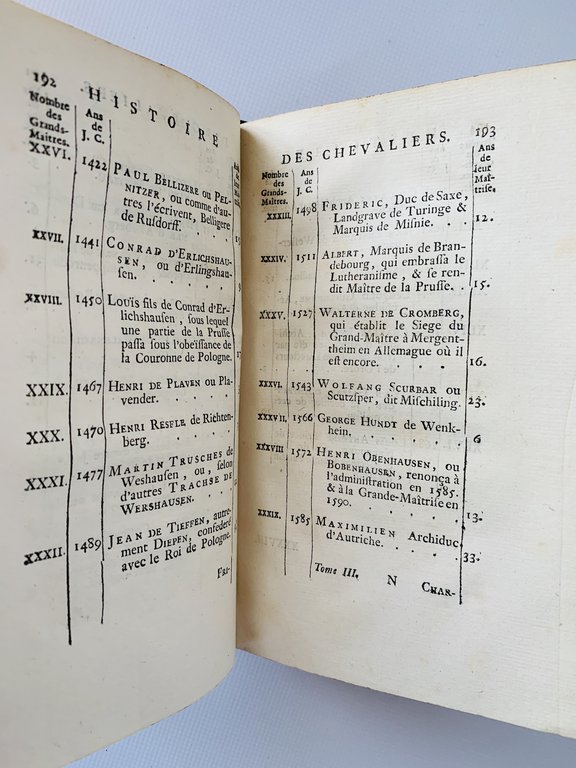 192 HISTOIRE
Nombre des Grands-Maîtres. Ans de J. C.
XXVI. 1422 PAUL BELLIZERE ou PEL-
NITZER, ou comme d'au-
tres l'écrivent, Belligere
de Rusdorff.
XXVII. 1441 CONRAD D'ERLICHSHAU-
SEN, ou d'Erlingshau-
sen.
XXVIII. 1450 Louïs fils de Conrad d'Er-
lichshausen, sous lequel
une partie de la Prusse
passa sous l'obeïssance de
la Couronne de Pologne.
XXIX. 1467 HENRI DE PLAVEN ou Pla-
vender.
XXX. 1470 HENRI RESFLE de Richten-
berg.
XXXI. 1477 MARTIN TRUSCHES de
Weshausen, ou, selon
d'autres TRACHSE DE
WERSHAUSEN.
XXXII. 1489 JEAN DE TIEFFEN, autre-
ment DIEPEN, confederé
avec le Roi de Pologne.
FRI-
DES CHEVALIERS. 193
Nombre des Grands-Maîtres. Ans de J. C. Ans de leur Maîtrise.
XXXIII. 1498 FRIDERIC, Duc de Saxe,
Landgrave de Turinge &
Marquis de Misnie. . . 12.
XXXIV. 1511 ALBERT, Marquis de Bran-
debourg, qui embrassa le
Lutheranisme, & se ren-
dit Maître de la Prusse. . . 15.
XXXV. 1527 WALTERNE DE CROMBERG,
qui établit le Siege du
Grand-Maître à Mergent-
theim en Allemague où il
est encore. . . . . 16.
XXXVI. 1543 WOLFANG SCURBAR ou
Scutzsper, dit Mischiling. 23.
XXXVII. 1566 GEORGE HUNDT de Wenk-
hein. . . . . . 6
XXXVIII 1572 HENRI OBENHAUSEN, ou
BOBENHAUSEN, renonça à
l'administration en 1585.
& à la Grande-Maîtrise en
1590. . . . . . 13.
XXXIX. 1585 MAXIMILIEN Archiduc
d'Autriche. . . . . 33.
Tome III. N CHAR-